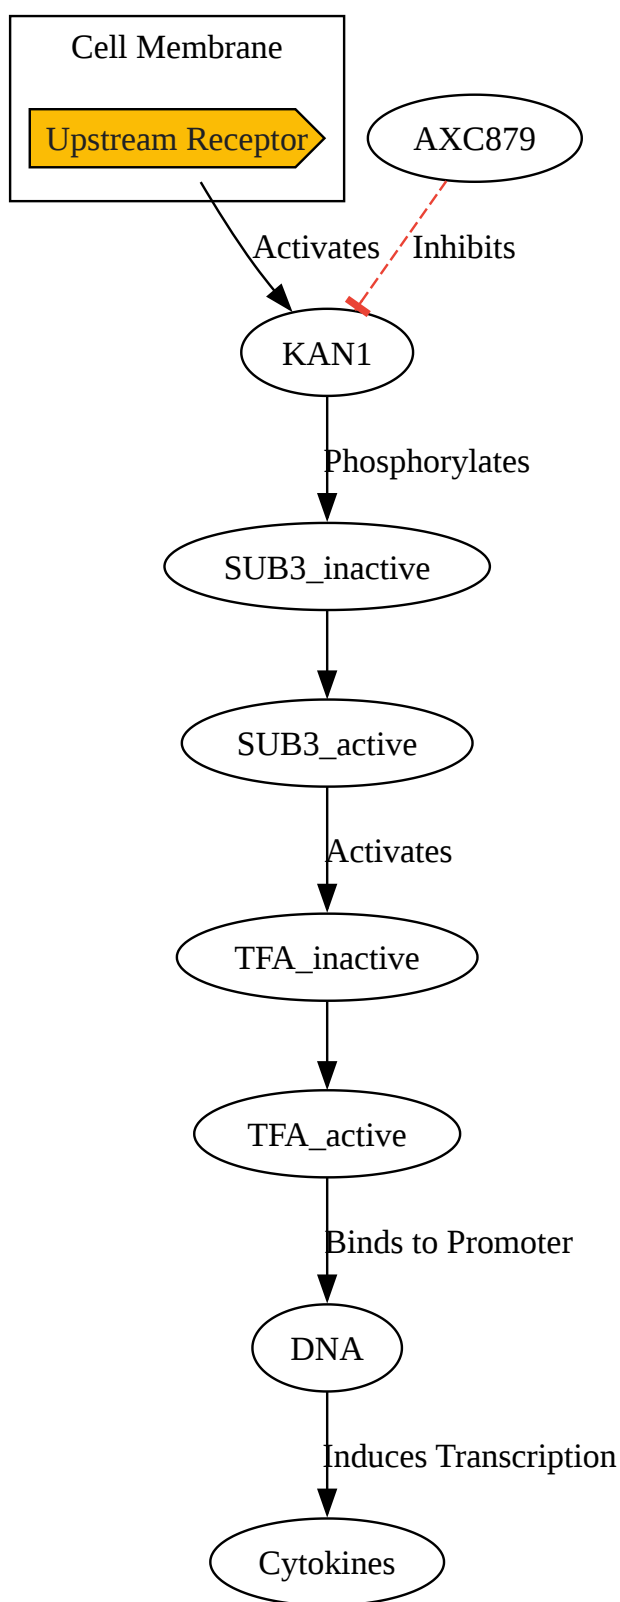 Cell Membrane
Upstream Receptor
AXC879
Activates
Inhibits
KAN1
Phosphorylates
SUB3_inactive
SUB3_active
Activates
TFA_inactive
TFA_active
Binds to Promoter
DNA
Induces Transcription
Cytokines